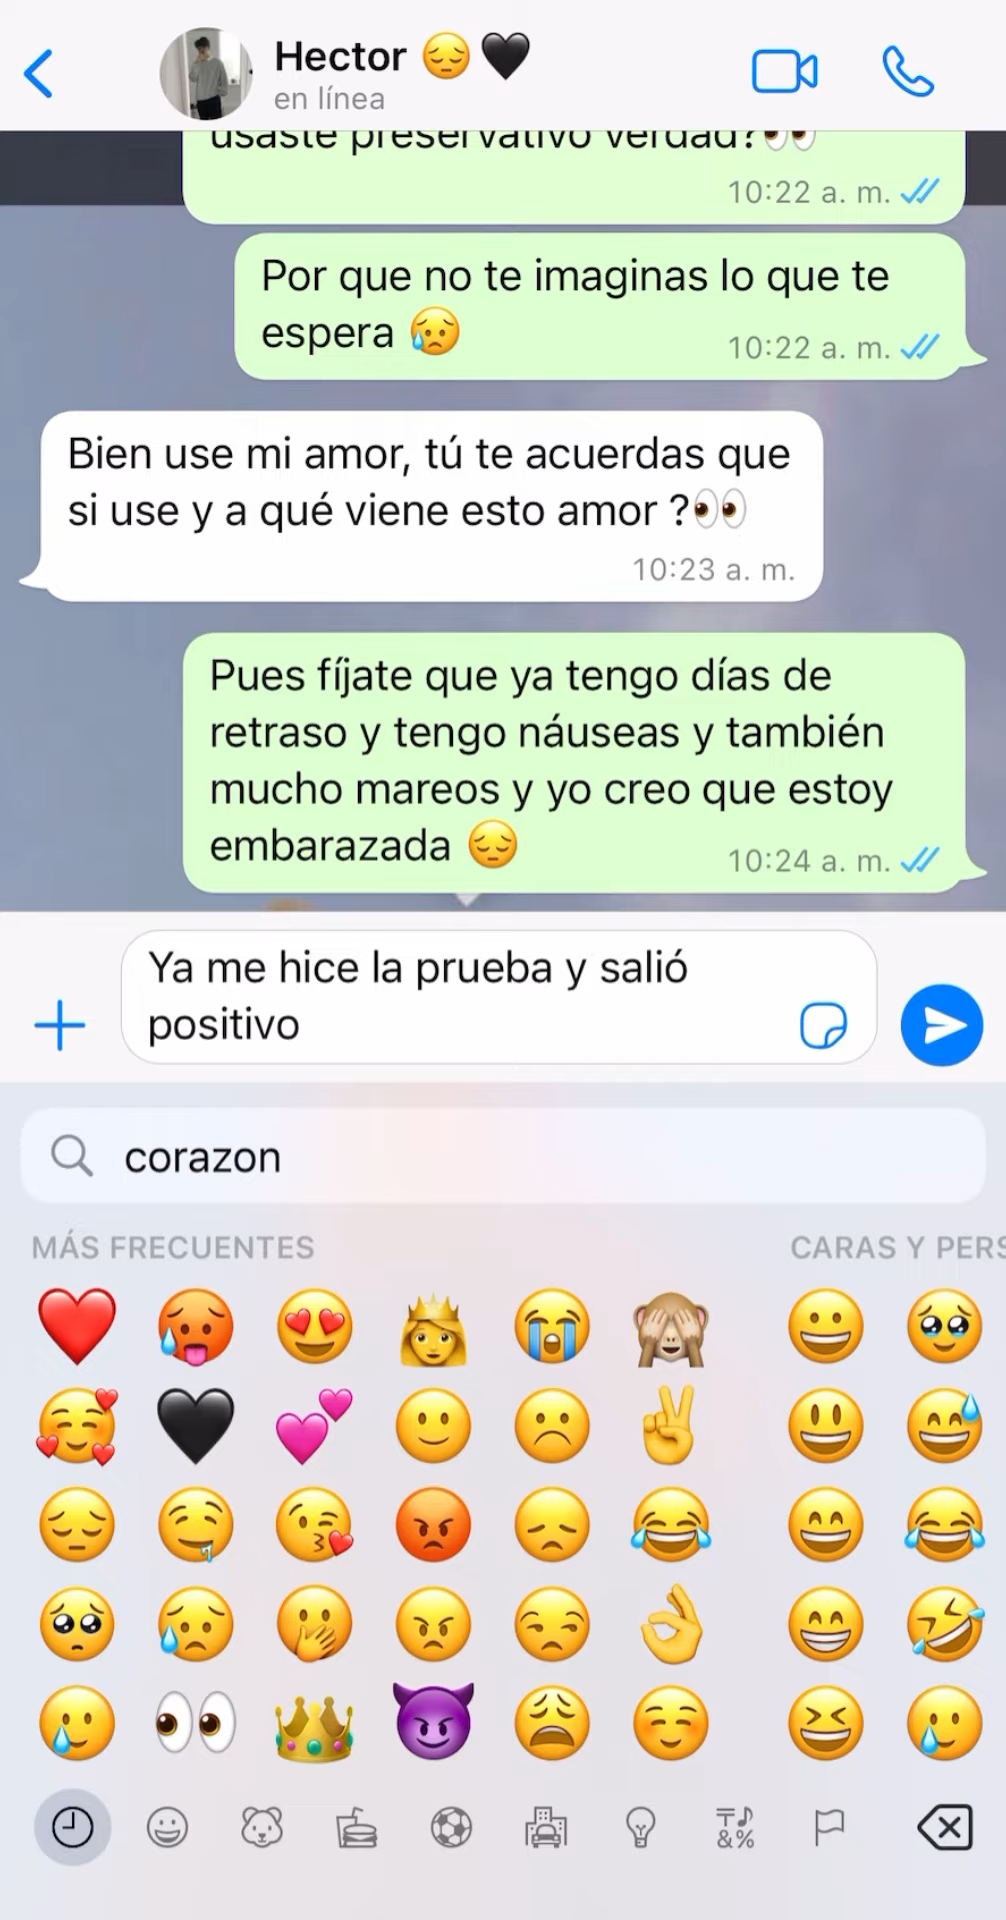 Hector 😔🖤
en línea
usaste preservativo verdad?👀
10:22 a. m.
Por que no te imaginas lo que te
espera 😥
10:22 a. m.
Bien use mi amor, tú te acuerdas que
si use y a qué viene esto amor ?👀
10:23 a. m.
Pues fíjate que ya tengo días de
retraso y tengo náuseas y también
mucho mareos y yo creo que estoy
embarazada 😔
10:24 a. m.
Ya me hice la prueba y salió
positivo
corazon
MÁS FRECUENTES
CARAS Y PERS